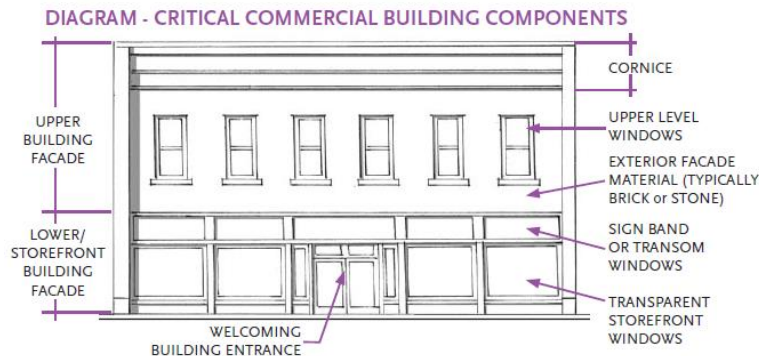 DIAGRAM - CRITICAL COMMERCIAL BUILDING COMPONENTS
CORNICE
UPPER
BUILDING
FACADE
UPPER LEVEL
WINDOWS
EXTERIOR FACADE
MATERIAL (TYPICALLY
BRICK or STONE)
LOWER/
STOREFRONT
BUILDING
FACADE
SIGN BAND
OR TRANSOM
WINDOWS
TRANSPARENT
STOREFRONT
WINDOWS
WELCOMING
BUILDING ENTRANCE